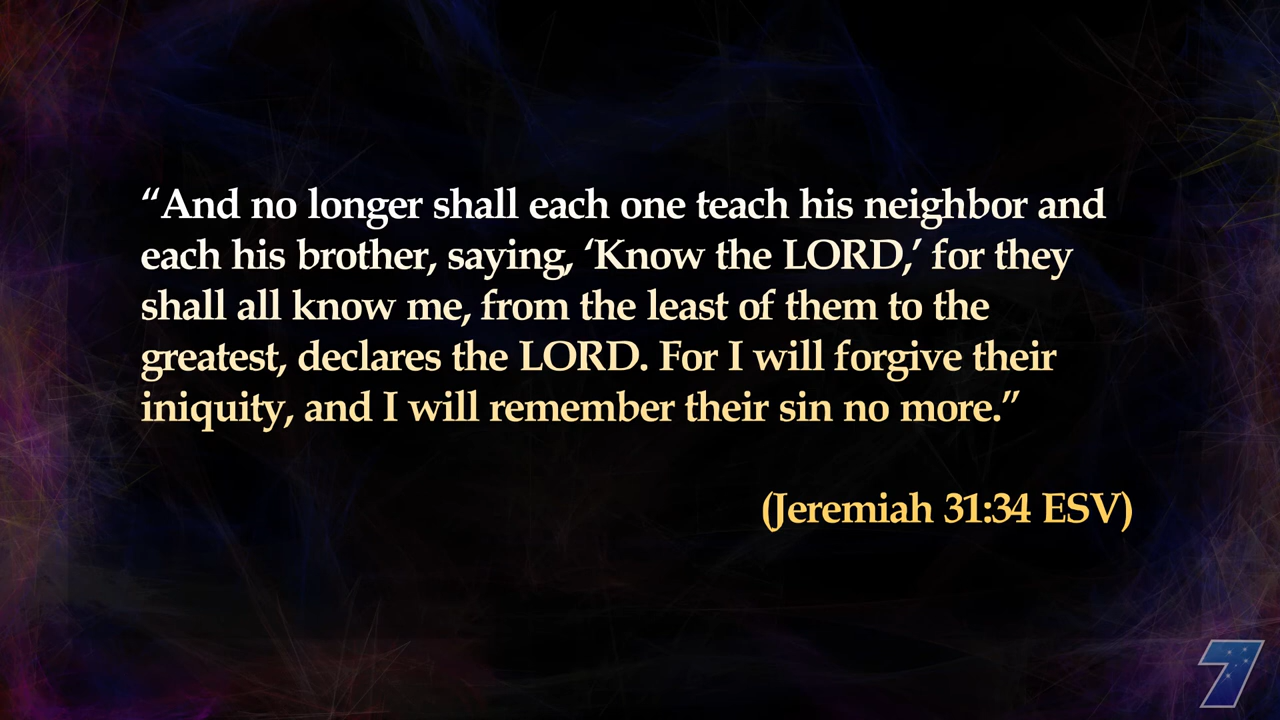 “And no longer shall each one teach his neighbor and
each his brother, saying, ‘Know the LORD,’ for they
shall all know me, from the least of them to the
greatest, declares the LORD. For I will forgive their
iniquity, and I will remember their sin no more.”
(Jeremiah 31:34 ESV)
7